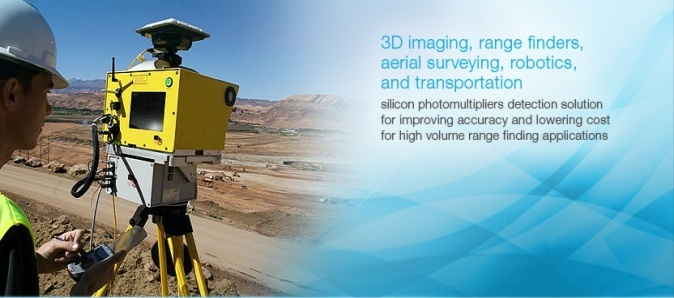 3D imaging, range finders,
aerial surveying, robotics,
and transportation
silicon photomultipliers detection solution
for improving accuracy and lowering cost
for high volume range finding applications